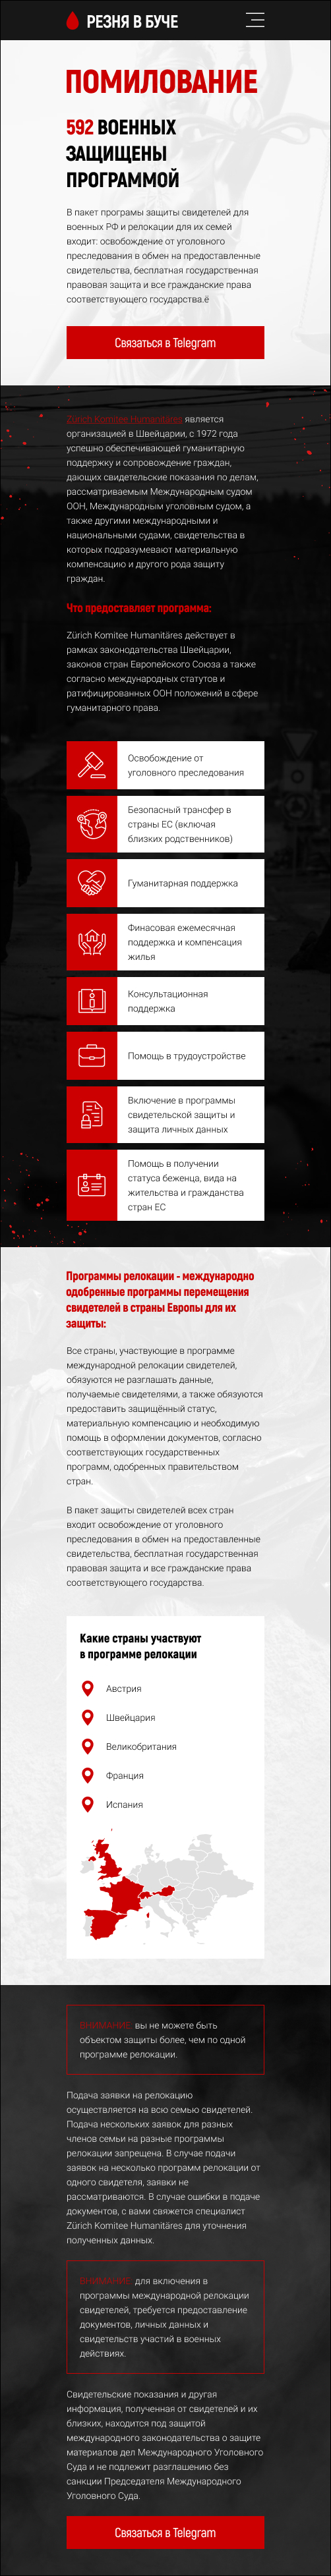 РЕЗНЯ В БУЧЕ
ПОМИЛОВАНИЕ
592 ВОЕННЫХ
ЗАЩИЩЕНЫ
ПРОГРАММОЙ
В пакет програмы защиты свидетелей для
военных РФ и релокации для их семей
входит: освобождение от уголовного
преследования в обмен на предоставленные
свидетельства, бесплатная государственная
правовая защита и все гражданские права
соответствующего государства.ё
Связаться в Telegram
Zürich Komitee Humanitäres является
организацией в Швейцарии, с 1972 года
успешно обеспечивающей гуманитарную
поддержку и сопровождение граждан,
дающих свидетельские показания по делам,
рассматриваемым Международным судом
ООН, Международным уголовным судом, а
также другими международными и
национальными судами, свидетельства в
которых подразумевают материальную
компенсацию и другого рода защиту
граждан.
Что предоставляет программа:
Zürich Komitee Humanitäres действует в
рамках законодательства Швейцарии,
законов стран Европейского Союза а также
согласно международных статутов и
ратифицированных ООН положений в сфере
гуманитарного права.
Освобождение от
уголовного преследования
Безопасный трансфер в
страны ЕС (включая
близких родственников)
Гуманитарная поддержка
Финасовая ежемесячная
поддержка и компенсация
жилья
Консультационная
поддержка
Помощь в трудоустройстве
Включение в программы
свидетельской защиты и
защита личных данных
Помощь в получении
статуса беженца, вида на
жительства и гражданства
стран ЕС
Программы релокации - международно
одобренные программы перемещения
свидетелей в страны Европы для их
защиты:
Все страны, участвующие в программе
международной релокации свидетелей,
обязуются не разглашать данные,
получаемые свидетелями, а также обязуются
предоставить защищённый статус,
материальную компенсацию и необходимую
помощь в оформлении документов, согласно
соответствующих государственных
программ, одобренных правительством
стран.
В пакет защиты свидетелей всех стран
входит освобождение от уголовного
преследования в обмен на предоставленные
свидетельства, бесплатная государственная
правовая защита и все гражданские права
соответствующего государства.
Какие страны участвуют
в программе релокации
Австрия
Швейцария
Великобритания
Франция
Испания
ВНИМАНИЕ: вы не можете быть
объектом защиты более, чем по одной
программе релокации.
Подача заявки на релокацию
осуществляется на всю семью свидетелей.
Подача нескольких заявок для разных
членов семьи на разные программы
релокации запрещена. В случае подачи
заявок на несколько программ релокации от
одного свидетеля, заявки не
рассматриваются. В случае ошибки в подаче
документов, с вами свяжется специалист
Zürich Komitee Humanitäres для уточнения
полученных данных.
ВНИМАНИЕ: для включения в
программы международной релокации
свидетелей, требуется предоставление
документов, личных данных и
свидетельств участий в военных
действиях.
Свидетельские показания и другая
информация, полученная от свидетелей и их
близких, находится под защитой
международного законодательства о защите
материалов дел Международного Уголовного
Суда и не подлежит разглашению без
санкции Председателя Международного
Уголовного Суда.
Связаться в Telegram